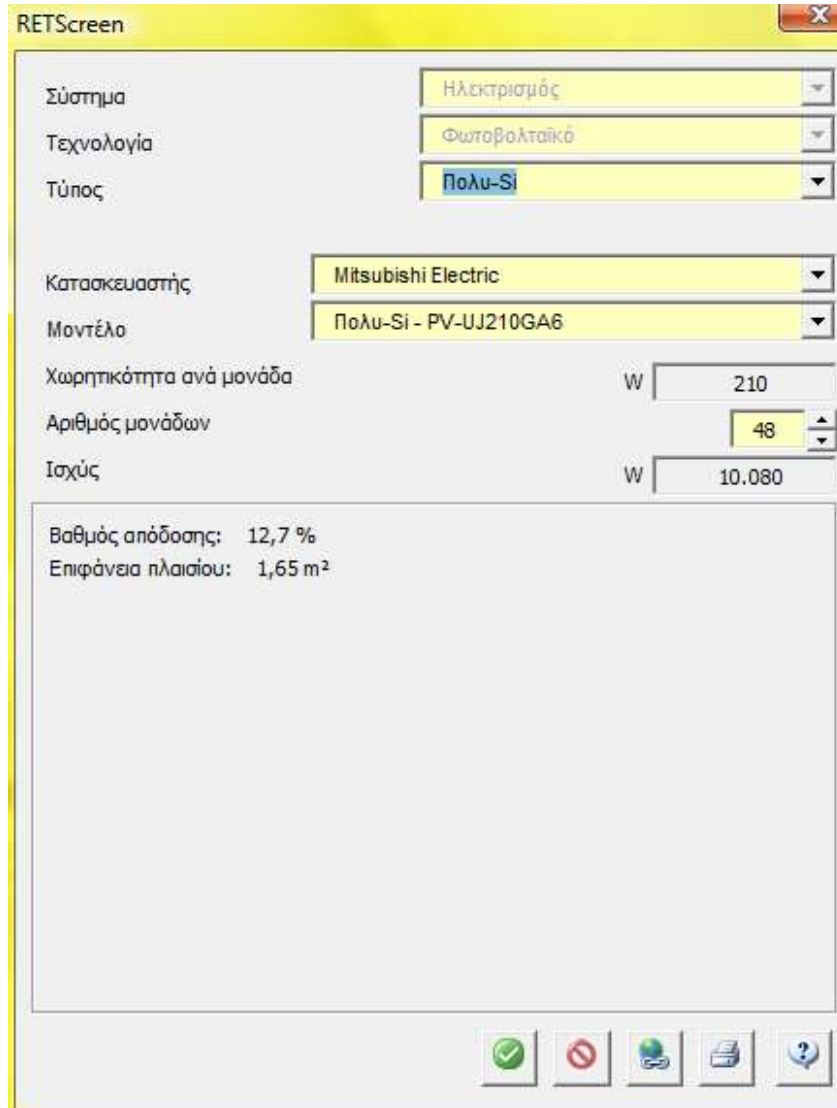 RETScreen
Σύστημα Ηλεκτρισμός
Τεχνολογία Φωτοβολταϊκό
Τύπος Πολυ-Si
Κατασκευαστής Mitsubishi Electric
Μοντέλο Πολυ-Si - PV-UJ210GA6
Χωρητικότητα ανά μονάδα W 210
Αριθμός μονάδων 48
Ισχύς W 10.080
Βαθμός απόδοσης: 12,7 %
Επιφάνεια πλαισίου: 1,65 m²